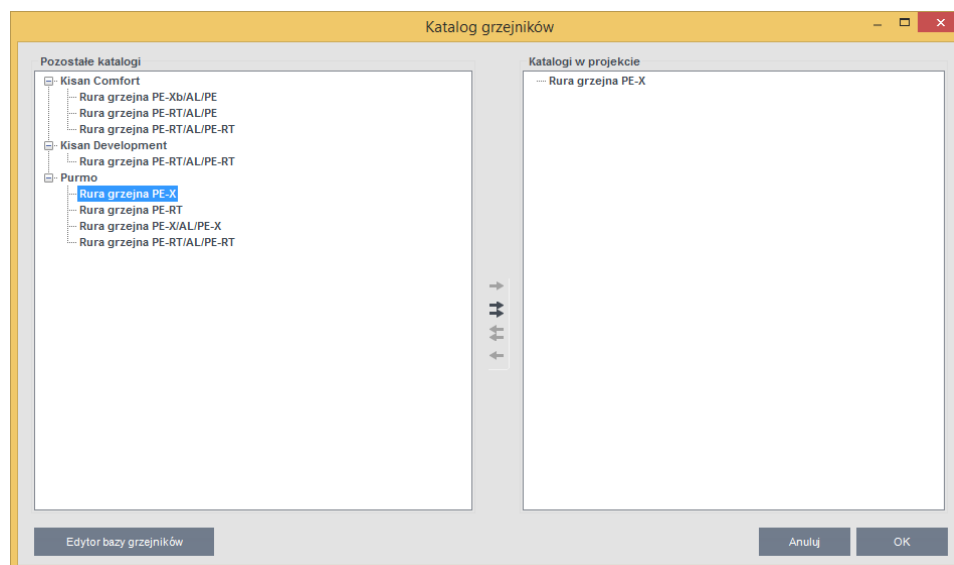 Katalog grzejników
Pozostałe katalogi
Kisan Comfort
Rura grzejna PE-Xb/AL/PE
Rura grzejna PE-RT/AL/PE
Rura grzejna PE-RT/AL/PE-RT
Kisan Development
Rura grzejna PE-RT/AL/PE-RT
Purmo
Rura grzejna PE-X
Rura grzejna PE-RT
Rura grzejna PE-X/AL/PE-X
Rura grzejna PE-RT/AL/PE-RT
Katalogi w projekcie
Rura grzejna PE-X
Edytor bazy grzejników
Anuluj
OK